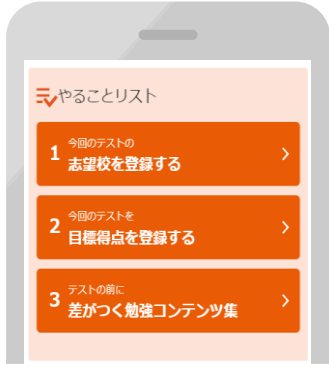 やることリスト
1
今回のテストの
志望校を登録する
2
今回のテストを
目標得点を登録する
3
テストの前に
差がつく勉強コンテンツ集